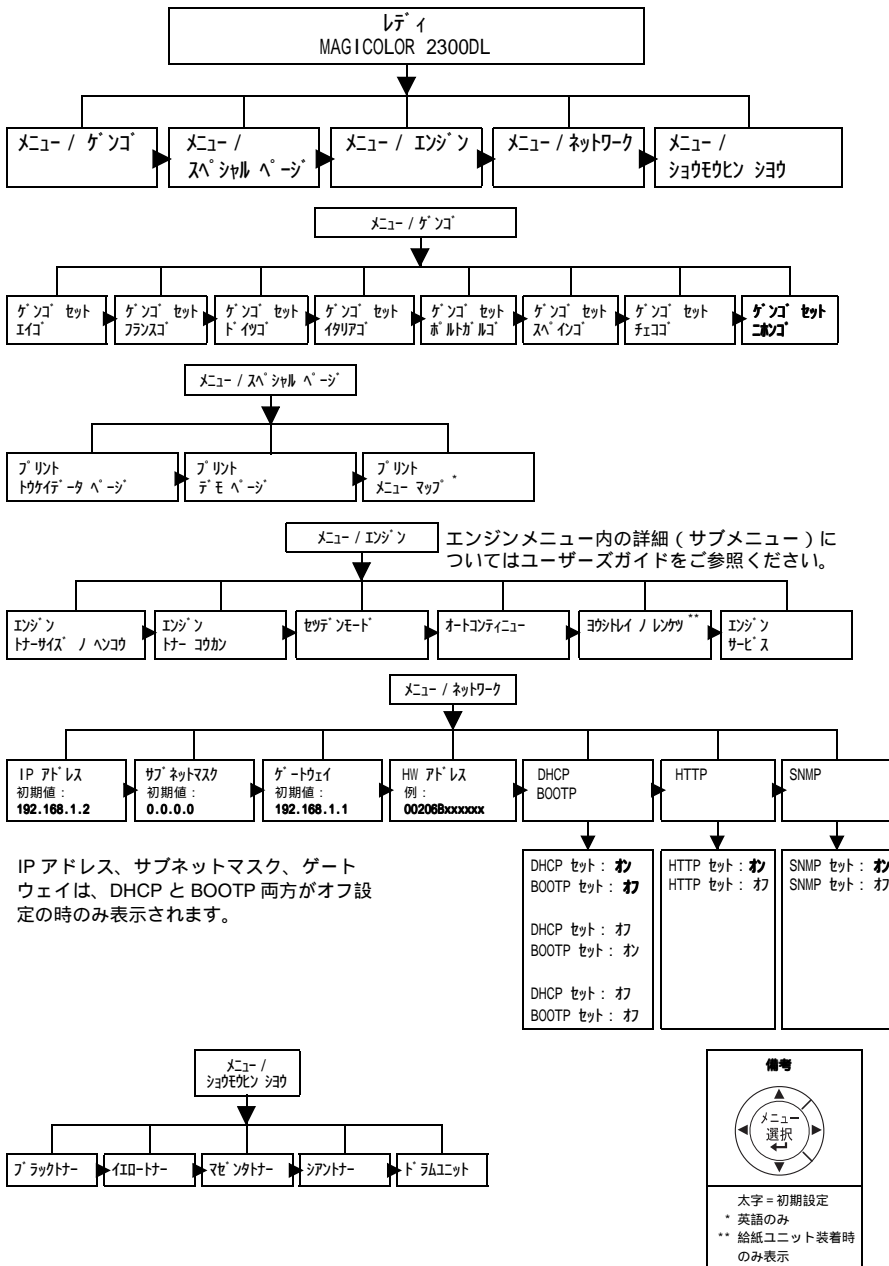 ﾚﾃﾞｨ
MAGICOLOR 2300DL
ﾒﾆｭｰ / ｹﾞﾝｺﾞ
ﾒﾆｭｰ /
ｽﾍﾟｼｬﾙ ﾍﾟｰｼﾞ
ﾒﾆｭｰ / ｴﾝｼﾞﾝ
ﾒﾆｭｰ / ﾈｯﾄﾜｰｸ
ﾒﾆｭｰ /
ｼｮｳﾓｳﾋﾝ ｼﾖｳ
ﾒﾆｭｰ / ｹﾞﾝｺﾞ
ｹﾞﾝｺﾞ ｾｯﾄ
ｴｲｺﾞ
ｹﾞﾝｺﾞ ｾｯﾄ
ﾌﾗﾝｽｺﾞ
ｹﾞﾝｺﾞ ｾｯﾄ
ﾄﾞｲﾂｺﾞ
ｹﾞﾝｺﾞ ｾｯﾄ
ｲﾀﾘｱｺﾞ
ｹﾞﾝｺﾞ ｾｯﾄ
ﾎﾟﾙﾄｶﾞﾙｺﾞ
ｹﾞﾝｺﾞ ｾｯﾄ
ｽﾍﾟｲﾝｺﾞ
ｹﾞﾝｺﾞ ｾｯﾄ
ﾁｪｺｺﾞ
ｹﾞﾝｺﾞ ｾｯﾄ
ﾆﾎﾝｺﾞ
ﾒﾆｭｰ / ｽﾍﾟｼｬﾙ ﾍﾟｰｼﾞ
ﾌﾟﾘﾝﾄ
ﾄｳｹｲﾃﾞｰﾀ ﾍﾟｰｼﾞ
ﾌﾟﾘﾝﾄ
ﾃﾞﾓ ﾍﾟｰｼﾞ
ﾌﾟﾘﾝﾄ
ﾒﾆｭｰ ﾏｯﾌﾟ *
ﾒﾆｭｰ / ｴﾝｼﾞﾝ
エンジンメニュー内の詳細（サブメニュー）に
ついてはユーザーズガイドをご参照ください。
ｴﾝｼﾞﾝ
ﾄﾅｰｻｲｽﾞ ﾉ ﾍﾝｺｳ
ｴﾝｼﾞﾝ
ﾄﾅｰ ｺｳｶﾝ
ｾﾂﾃﾞﾝﾓｰﾄﾞ
ｵｰﾄｺﾝﾃｨﾆｭｰ
ﾖｳｼﾄﾚｲ ﾉ ﾚﾝｹﾂ **
ｴﾝｼﾞﾝ
ｻｰﾋﾞｽ
ﾒﾆｭｰ / ﾈｯﾄﾜｰｸ
IP ｱﾄﾞﾚｽ
初期値：
192.168.1.2
ｻﾌﾞﾈｯﾄﾏｽｸ
初期値：
0.0.0.0
ｹﾞｰﾄｳｪｲ
初期値：
192.168.1.1
HW ｱﾄﾞﾚｽ
例：
00206Bxxxxxx
DHCP
BOOTP
HTTP
SNMP
IP アドレス、サブネットマスク、ゲート
ウェイは、DHCP と BOOTP 両方がオフ設
定の時のみ表示されます。
DHCP ｾｯﾄ： ｵﾝ
BOOTP ｾｯﾄ： ｵﾌ
DHCP ｾｯﾄ： ｵﾌ
BOOTP ｾｯﾄ： ｵﾝ
DHCP ｾｯﾄ： ｵﾌ
BOOTP ｾｯﾄ： ｵﾌ
HTTP ｾｯﾄ：ｵﾝ
HTTP ｾｯﾄ： ｵﾌ
SNMP ｾｯﾄ： ｵﾝ
SNMP ｾｯﾄ： ｵﾌ
ﾒﾆｭｰ /
ｼｮｳﾓｳﾋﾝ ｼﾖｳ
ﾌﾞﾗｯｸﾄﾅｰ
ｲｴﾛｰﾄﾅｰ
ﾏｾﾞﾝﾀﾄﾅｰ
ｼｱﾝﾄﾅｰ
ﾄﾞﾗﾑﾕﾆｯﾄ
備考
メニュー
選択
太字 = 初期設定
* 英語のみ
** 給紙ユニット装着時
のみ表示